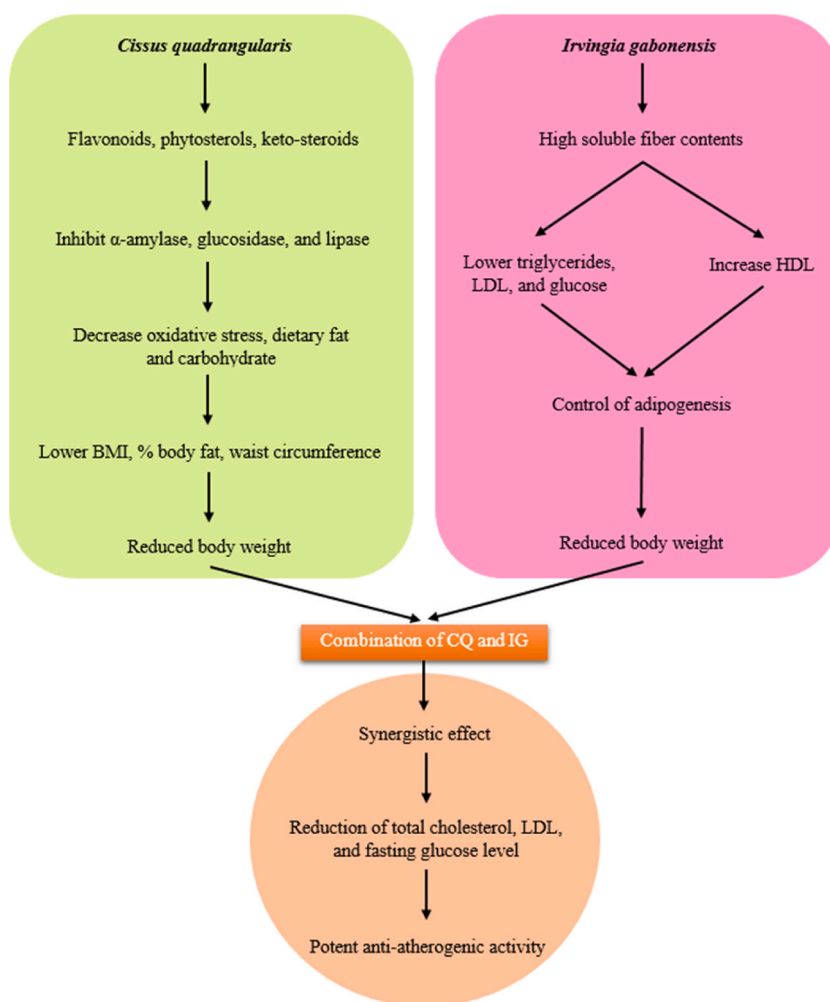 Cissus quadrangularis
Flavonoids, phytosterols, keto-steroids
Inhibit α-amylase, glucosidase, and lipase
Decrease oxidative stress, dietary fat
and carbohydrate
Lower BMI, % body fat, waist circumference
Reduced body weight
Irvingia gabonensis
High soluble fiber contents
Lower triglycerides,
LDL, and glucose
Increase HDL
Control of adipogenesis
Reduced body weight
Combination of CQ and IG
Synergistic effect
Reduction of total cholesterol, LDL,
and fasting glucose level
Potent anti-atherogenic activity